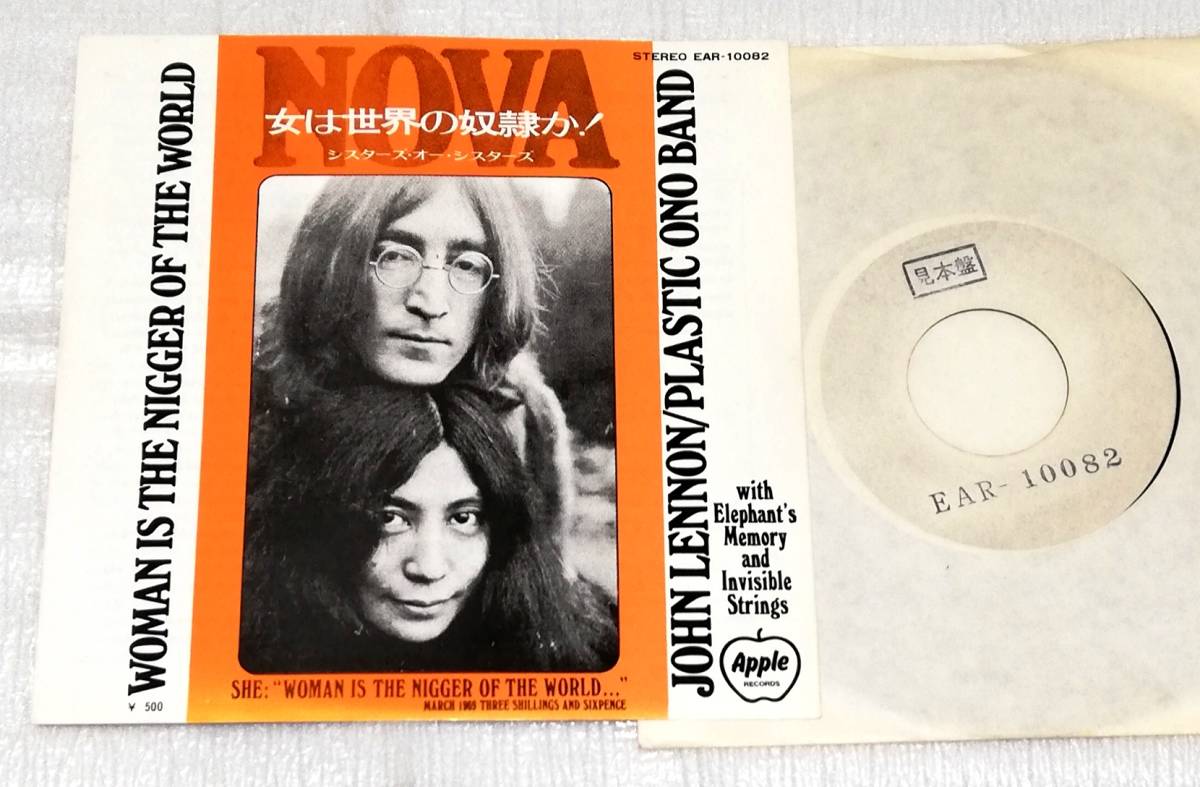 WOMAN IS THE NIGGER OF THE WORLD
¥ 500
NOVA
女は世界の奴隷か!
シスターズ・オー・シスターズ
SHE: "WOMAN IS THE NIGGER OF THE WORLD..."
MARCH 1969 THREE SHILLINGS AND SIXPENCE
STEREO EAR-10082
JOHN LENNON/PLASTIC ONO BAND
with
Elephant's
Memory
and
Invisible
Strings
Apple
RECORDS
見本盤
EAR-10082